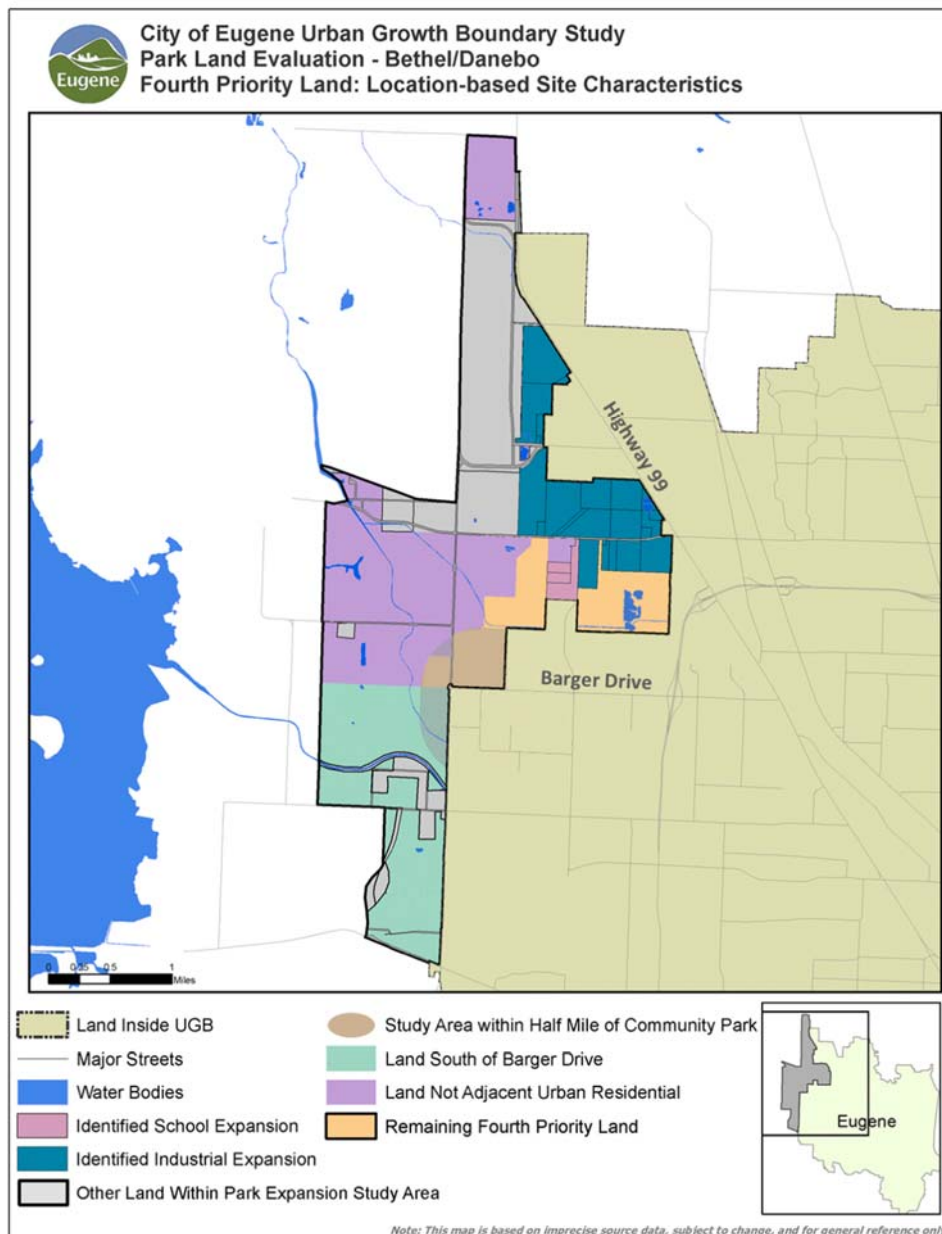 City of Eugene Urban Growth Boundary Study
Park Land Evaluation - Bethel/Danebo
Fourth Priority Land: Location-based Site Characteristics
Eugene
Highway 99
Barger Drive
0 0.25 0.5 1
Miles
Land Inside UGB
Major Streets
Water Bodies
Identified School Expansion
Identified Industrial Expansion
Other Land Within Park Expansion Study Area
Study Area within Half Mile of Community Park
Land South of Barger Drive
Land Not Adjacent Urban Residential
Remaining Fourth Priority Land
Eugene
Note: This map is based on imprecise source data, subject to change, and for general reference only